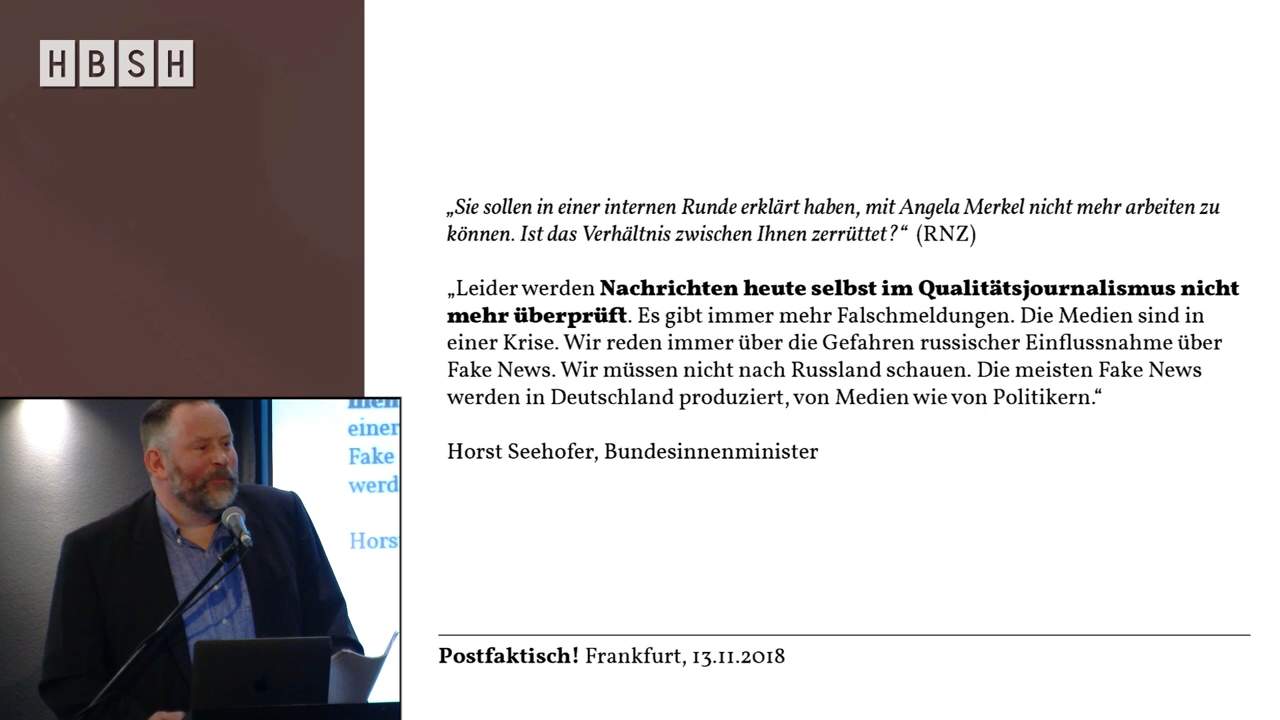 HBSH
„Sie sollen in einer internen Runde erklärt haben, mit Angela Merkel nicht mehr arbeiten zu
können. Ist das Verhältnis zwischen Ihnen zerrüttet?“ (RNZ)
„Leider werden Nachrichten heute selbst im Qualitätsjournalismus nicht
mehr überprüft. Es gibt immer mehr Falschmeldungen. Die Medien sind in
einer Krise. Wir reden immer über die Gefahren russischer Einflussnahme über
Fake News. Wir müssen nicht nach Russland schauen. Die meisten Fake News
werden in Deutschland produziert, von Medien wie von Politikern.“
Horst Seehofer, Bundesinnenminister
einer
Fake
werd
Hors
Postfaktisch! Frankfurt, 13.11.2018